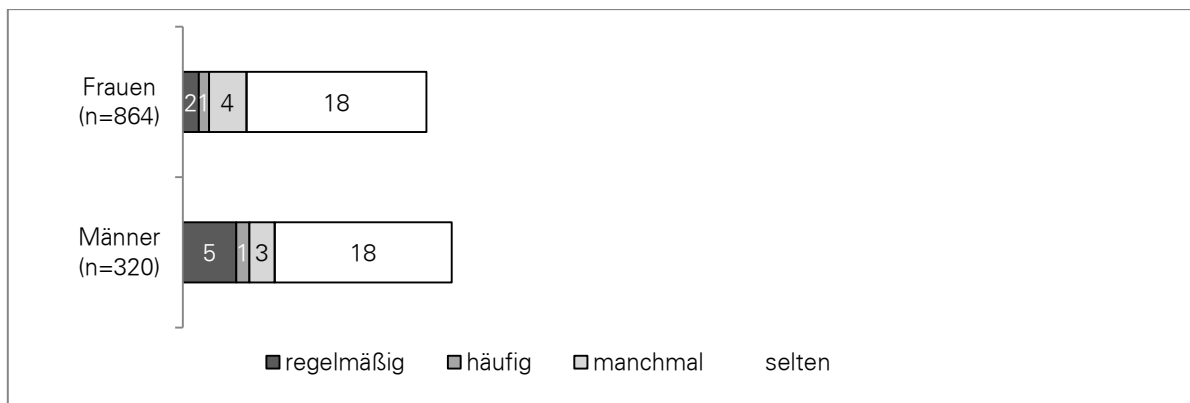 Frauen
(n=864)
2 1 4 18
Männer
(n=320)
5 1 3 18
regelmäßig häufig manchmal selten